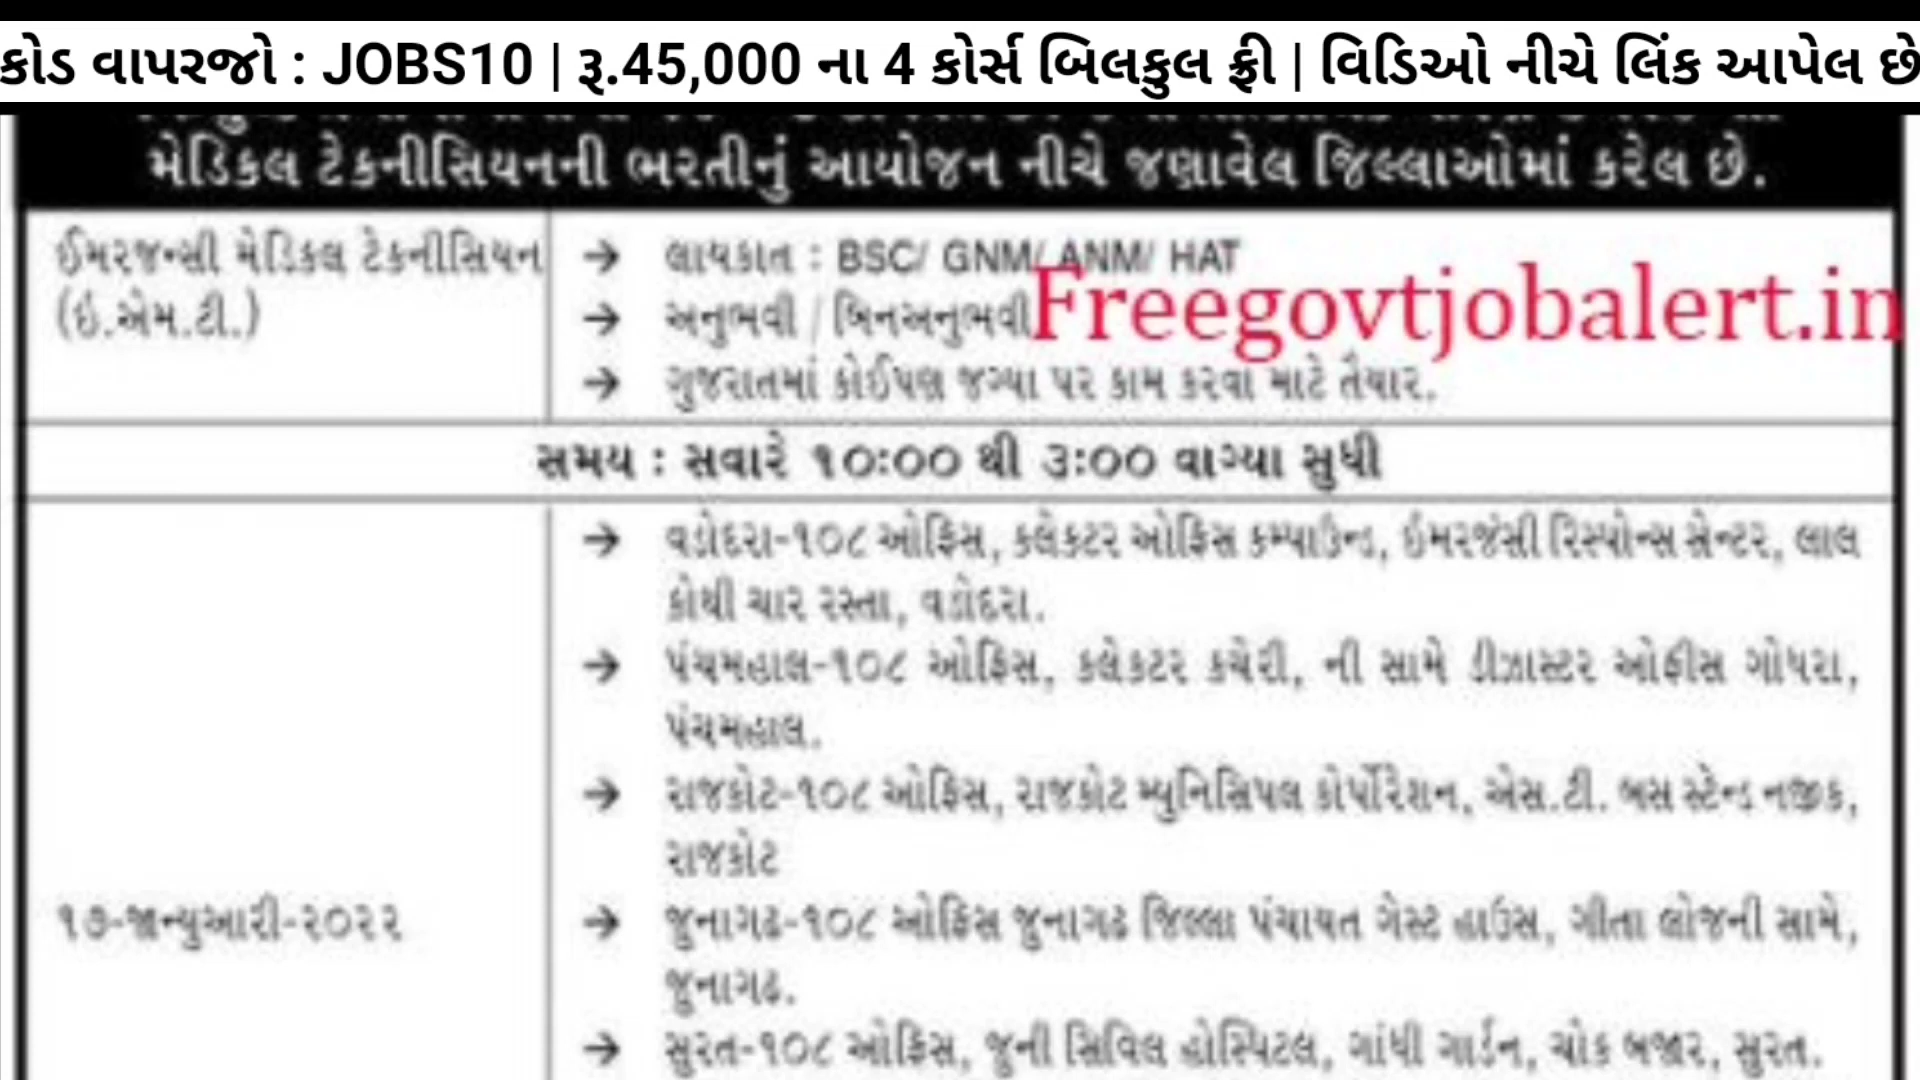 કોડ વાપરજો : JOBS10 | રૂ.45,000 ના 4 કોર્સ બિલકુલ ફ્રી | વિડિઓ નીચે લિંક આપેલ છે
મેડિકલ ટેકનીસિયનની ભરતીનું આયોજન નીચે જણાવેલ જિલ્લાઓમાં કરેલ છે.
ઈમરજન્સી મેડિકલ ટેકનીસિયન
(ઇ.એમ.ટી.)
→ લાયકાત : BSC/ GNM/ ANM/ HAT
→ અનુભવી / બિનઅનુભવી
Freegovtjobalert.in
→ ગુજરાતમાં કોઈપણ જગ્યા પર કામ કરવા માટે તૈયાર.
સમય : સવારે ૧૦:૦૦ થી ૩:૦૦ વાગ્યા સુધી
→ વડોદરા-૧૦૮ ઓફિસ, કલેકટર ઓફિસ કમ્પાઉન્ડ, ઈમરજંસી રિસ્પોન્સ સેન્ટર, લાલ
કોથી ચાર રસ્તા, વડોદરા.
→ પંચમહાલ-૧૦૮ ઓફિસ, કલેકટર કચેરી, ની સામે ડીઝાસ્ટર ઓફીસ ગોધરા,
પંચમહાલ.
→ રાજકોટ-૧૦૮ ઓફિસ, રાજકોટ મ્યુનિસિપલ કોર્પોરેશન, એસ.ટી. બસ સ્ટેન્ડ નજીક,
રાજકોટ
૧૭-જાન્યુઆરી-૨૦૨૨
→ જુનાગઢ-૧૦૮ ઓફિસ જુનાગઢ જિલ્લા પંચાયત ગેસ્ટ હાઉસ, ગીતા લોજની સામે,
જુનાગઢ.
→ સુરત-૧૦૮ ઓફિસ, જુની સિવિલ હોસ્પિટલ, ગાંધી ગાર્ડન, ચોક બજાર, સુરત.